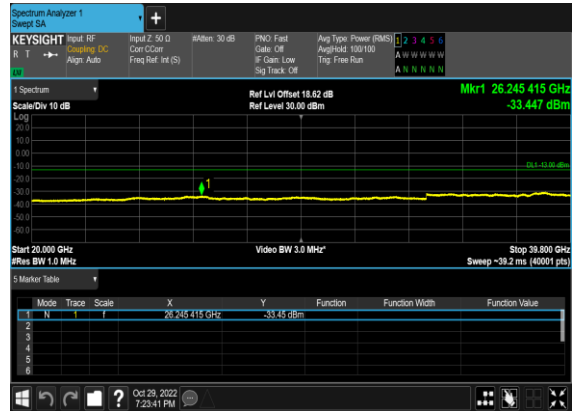 Spectrum Analyzer 1
Swept SA
+
KEYSIGHT Input: RF Input Z: 50 Ω #Atten: 30 dB PNO: Fast Avg Type: Power (RMS) 1 2 3 4 5 6
R T Coupling: DC Corr CCorr Gate: Off Avg|Hold: 100/100 A W W W W W
Align: Auto Freq Ref: Int (S) IF Gain: Low Trig: Free Run
LW Sig Track: Off A N N N N N
1 Spectrum Ref Lvl Offset 18.62 dB Mkr1 26.245 415 GHz
Scale/Div 10 dB Ref Level 30.00 dBm -33.447 dBm
Log
20.0
10.0
0.00
-10.0
DL1 -13.00 dBm
-20.0
1
-30.0
-40.0
-50.0
-60.0
Start 20.000 GHz Video BW 3.0 MHz* Stop 39.800 GHz
#Res BW 1.0 MHz Sweep ~39.2 ms (40001 pts)
5 Marker Table
Mode Trace Scale X Y Function Function Width Function Value
1 N 1 f 26.245 415 GHz -33.45 dBm
2
3
4
5
6
? Oct 29, 2022
7:23:41 PM